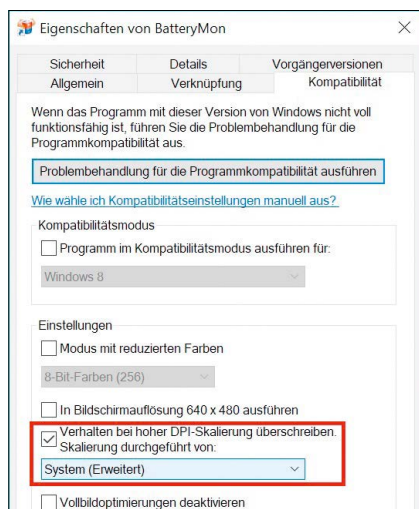 Eigenschaften von BatteryMon
Sicherheit Details Vorgängerversionen
Allgemein Verknüpfung Kompatibilität
Wenn das Programm mit dieser Version von Windows nicht voll
funktionsfähig ist, führen Sie die Problembehandlung für die
Programmkompatibilität aus.
Problembehandlung für die Programmkompatibilität ausführen
Wie wähle ich Kompatibilitätseinstellungen manuell aus?
Kompatibilitätsmodus
Programm im Kompatibilitätsmodus ausführen für:
Windows 8
Einstellungen
Modus mit reduzierten Farben
8-Bit-Farben (256)
In Bildschirmauflösung 640 x 480 ausführen
Verhalten bei hoher DPI-Skalierung überschreiben.
Skalierung durchgeführt von:
System (Erweitert)
Vollbildoptimierungen deaktivieren